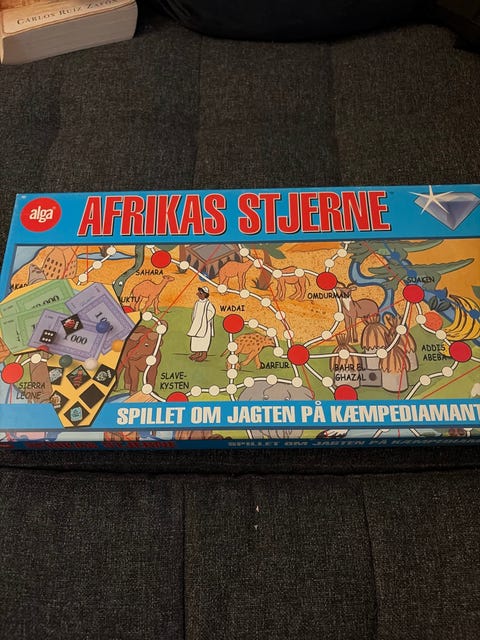 CARLOS RUIZ ZAFÓN
alga
AFRIKAS STJERNE
SAHARA
SUAKIN
OMDURMAN
UKTU
WADAI
ADDIS
ABEBA
DARFUR
BAHR EL
GHAZAL
SLAVE-
KYSTEN
SIERRA
LEONE
SPILLET OM JAGTEN PÅ KÆMPEDIAMANT
SPILLET OM JAGTEN PÅ KÆMPEDIAMANT